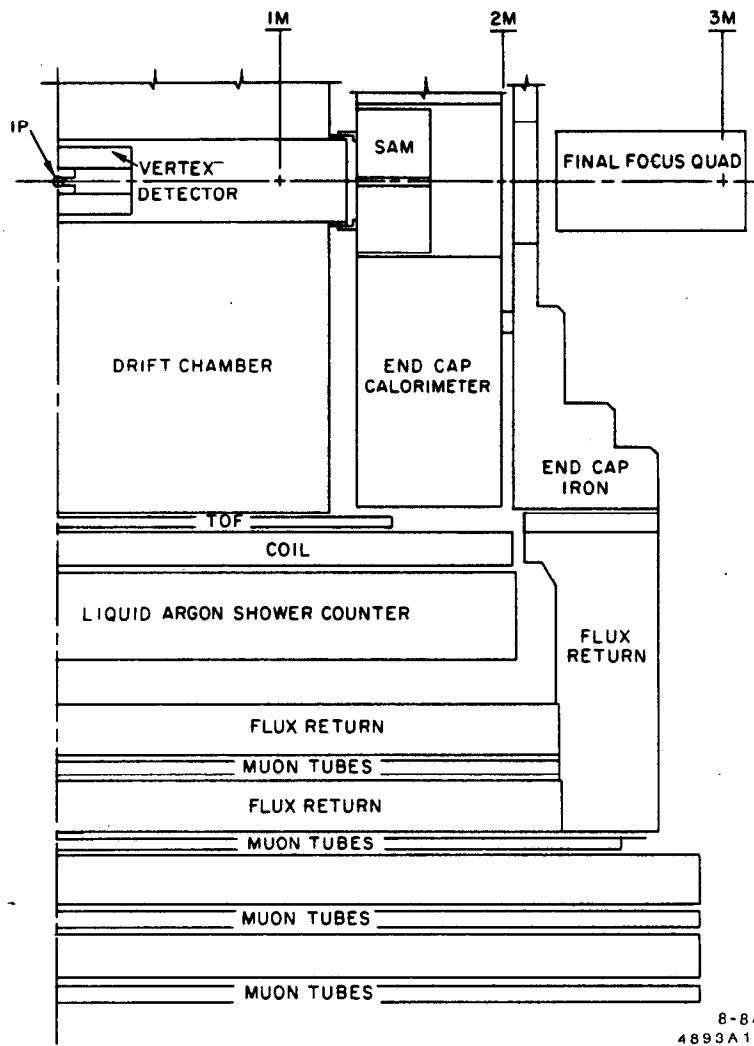 1M
2M
3M
IP
VERTEX
DETECTOR
SAM
FINAL FOCUS QUAD
DRIFT CHAMBER
END CAP
CALORIMETER
END CAP
IRON
TOF
COIL
LIQUID ARGON SHOWER COUNTER
FLUX
RETURN
FLUX RETURN
MUON TUBES
FLUX RETURN
MUON TUBES
MUON TUBES
MUON TUBES